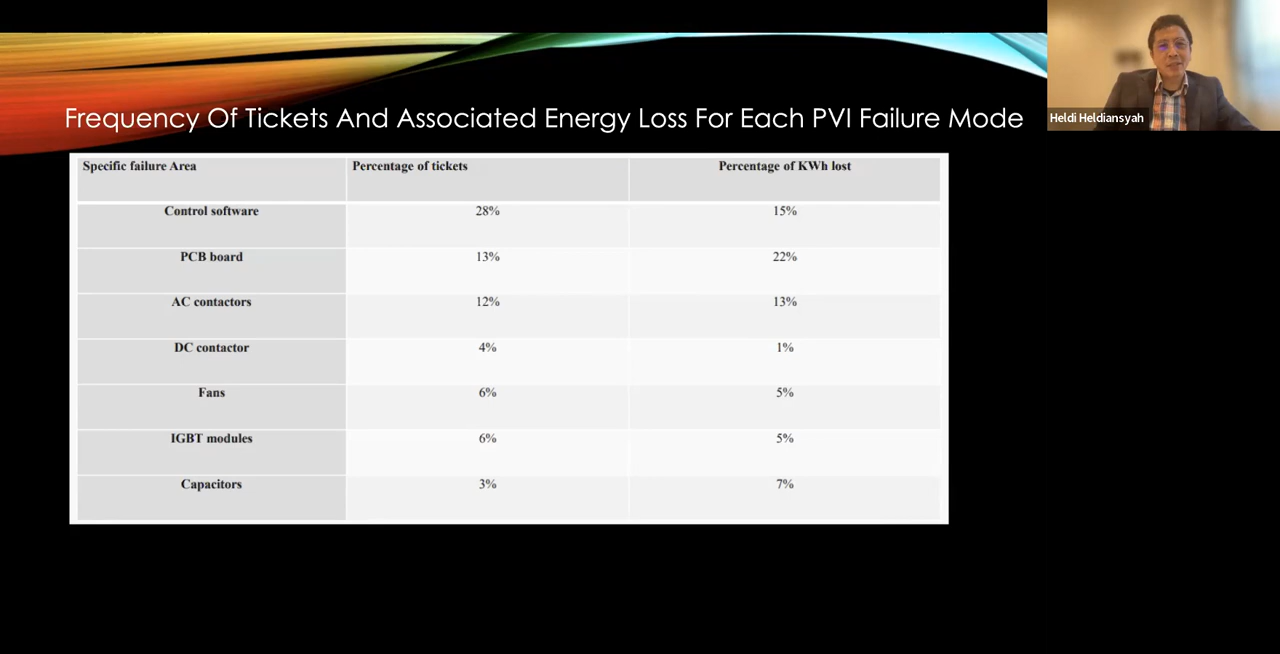 Heldi Heldiansyah
Frequency Of Tickets And Associated Energy Loss For Each PVI Failure Mode
Specific failure Area Percentage of tickets Percentage of KWh lost
Control software 28% 15%
PCB board 13% 22%
AC contactors 12% 13%
DC contactor 4% 1%
Fans 6% 5%
IGBT modules 6% 5%
Capacitors 3% 7%